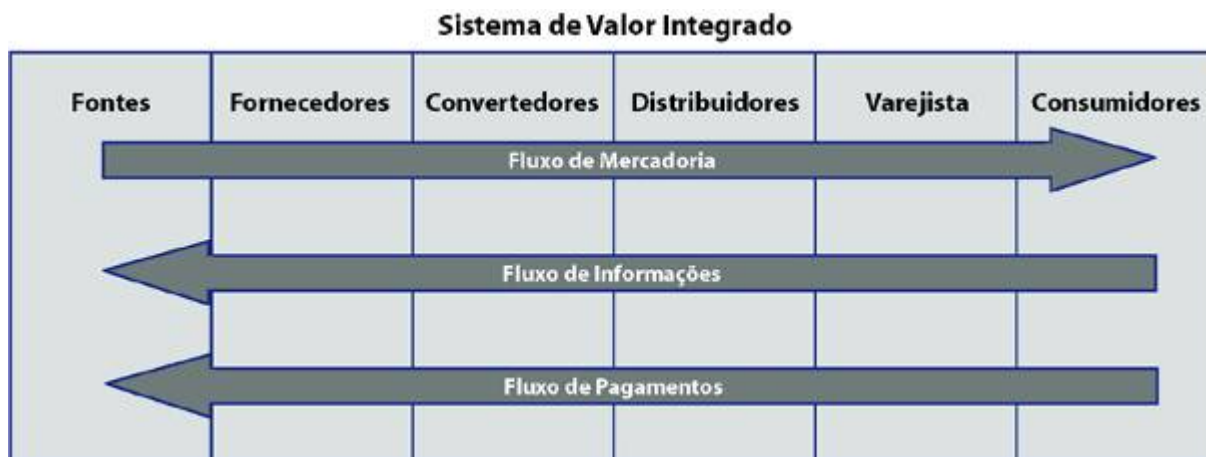 Sistema de Valor Integrado
Fontes Fornecedores Convertedores Distribuidores Varejista Consumidores
Fluxo de Mercadoria
Fluxo de Informações
Fluxo de Pagamentos